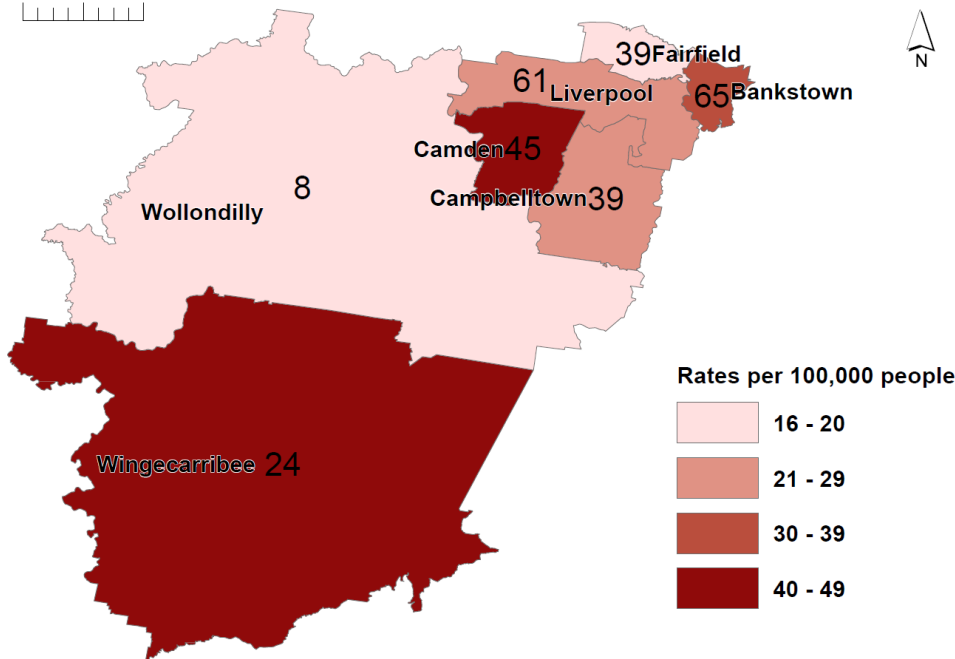 N
39 Fairfield
61
Liverpool
65 Bankstown
Camden 45
8
Campbelltown 39
Wollondilly
Rates per 100,000 people
16 - 20
21 - 29
Wingecarribee 24
30 - 39
40 - 49